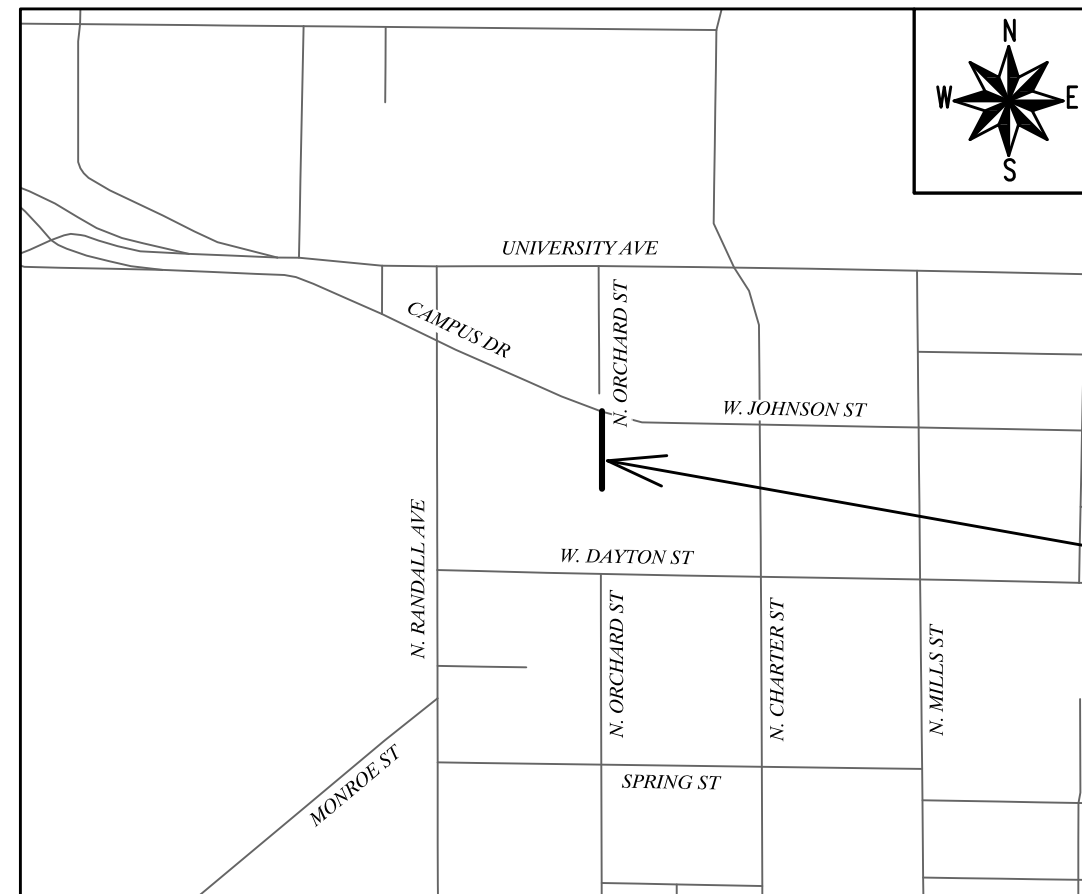 N
W
E
S
UNIVERSITY AVE
N. ORCHARD ST
CAMPUS DR
W. JOHNSON ST
N. RANDALL AVE
W. DAYTON ST
N. ORCHARD ST
N. CHARTER ST
N. MILLS ST
MONROE ST
SPRING ST